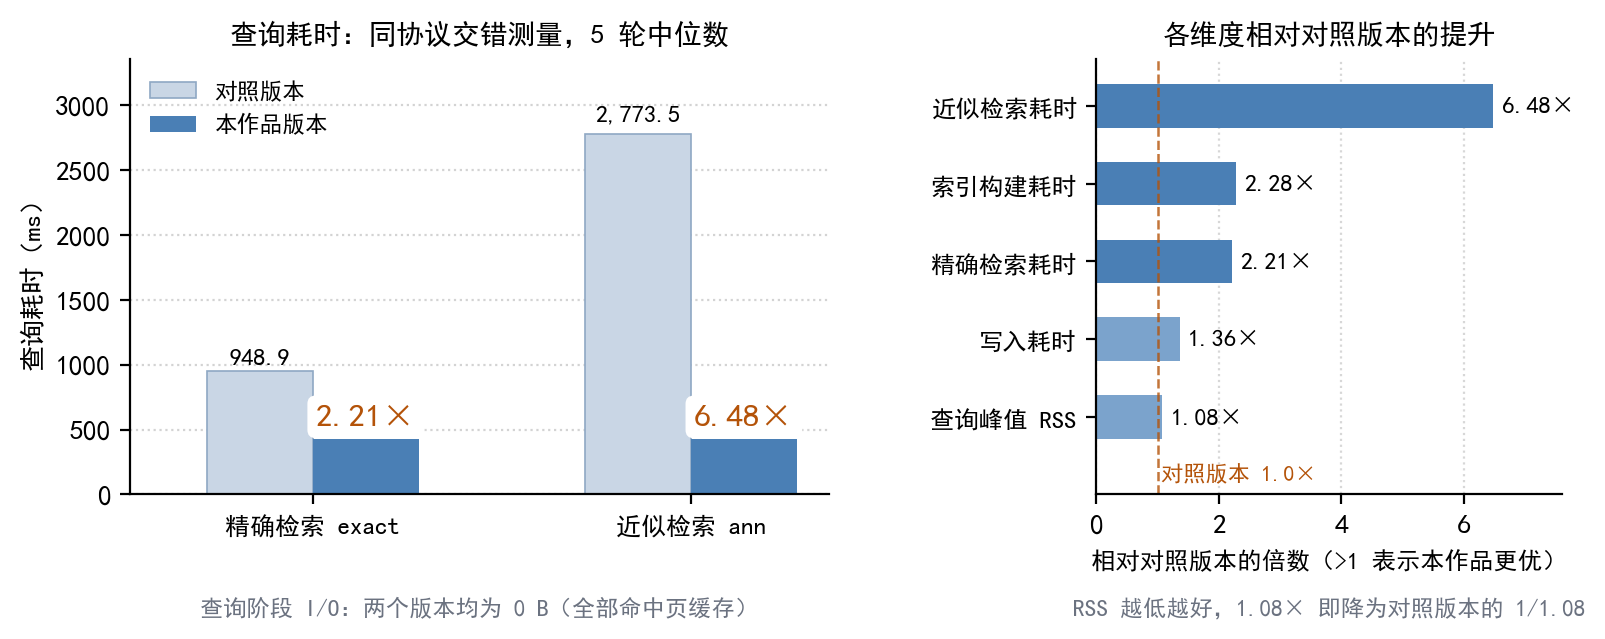 查询耗时：同协议交错测量，5 轮中位数
对照版本
本作品版本
查询耗时（ms）
3000
2500
2000
1500
1000
500
0
948.9
2.21×
2,773.5
6.48×
精确检索 exact
近似检索 ann
查询阶段 I/O：两个版本均为 0 B（全部命中页缓存）
各维度相对对照版本的提升
近似检索耗时
6.48×
索引构建耗时
2.28×
精确检索耗时
2.21×
写入耗时
1.36×
查询峰值 RSS
1.08×
对照版本 1.0×
0
2
4
6
相对对照版本的倍数（>1 表示本作品更优）
RSS 越低越好，1.08× 即降为对照版本的 1/1.08